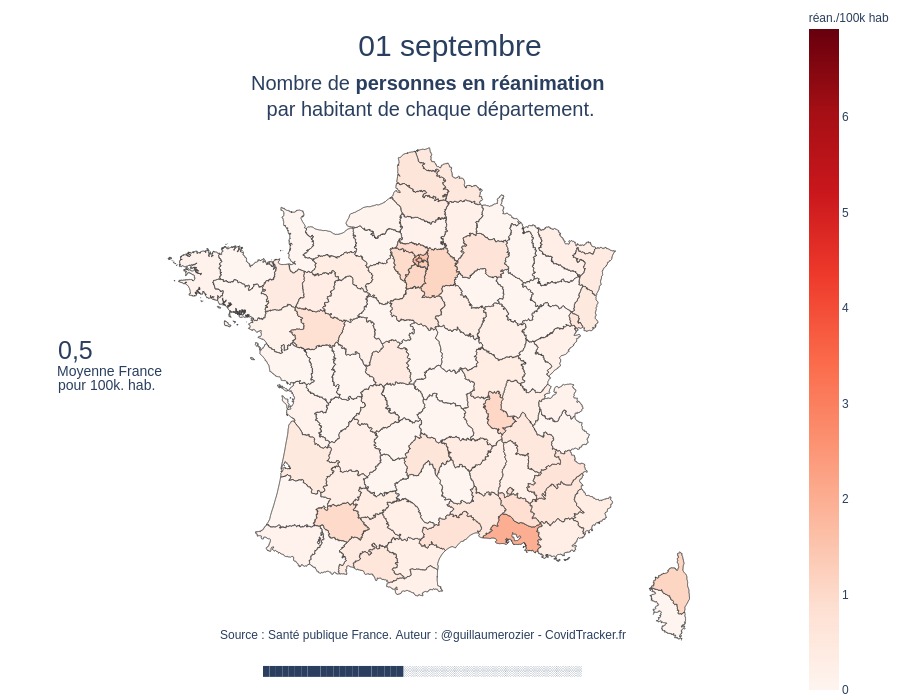 réan./100k hab
01 septembre
Nombre de personnes en réanimation
par habitant de chaque département.
6
5
4
3
2
1
0
0,5
Moyenne France
pour 100k. hab.
Source : Santé publique France. Auteur : @guillaumerozier - CovidTracker.fr